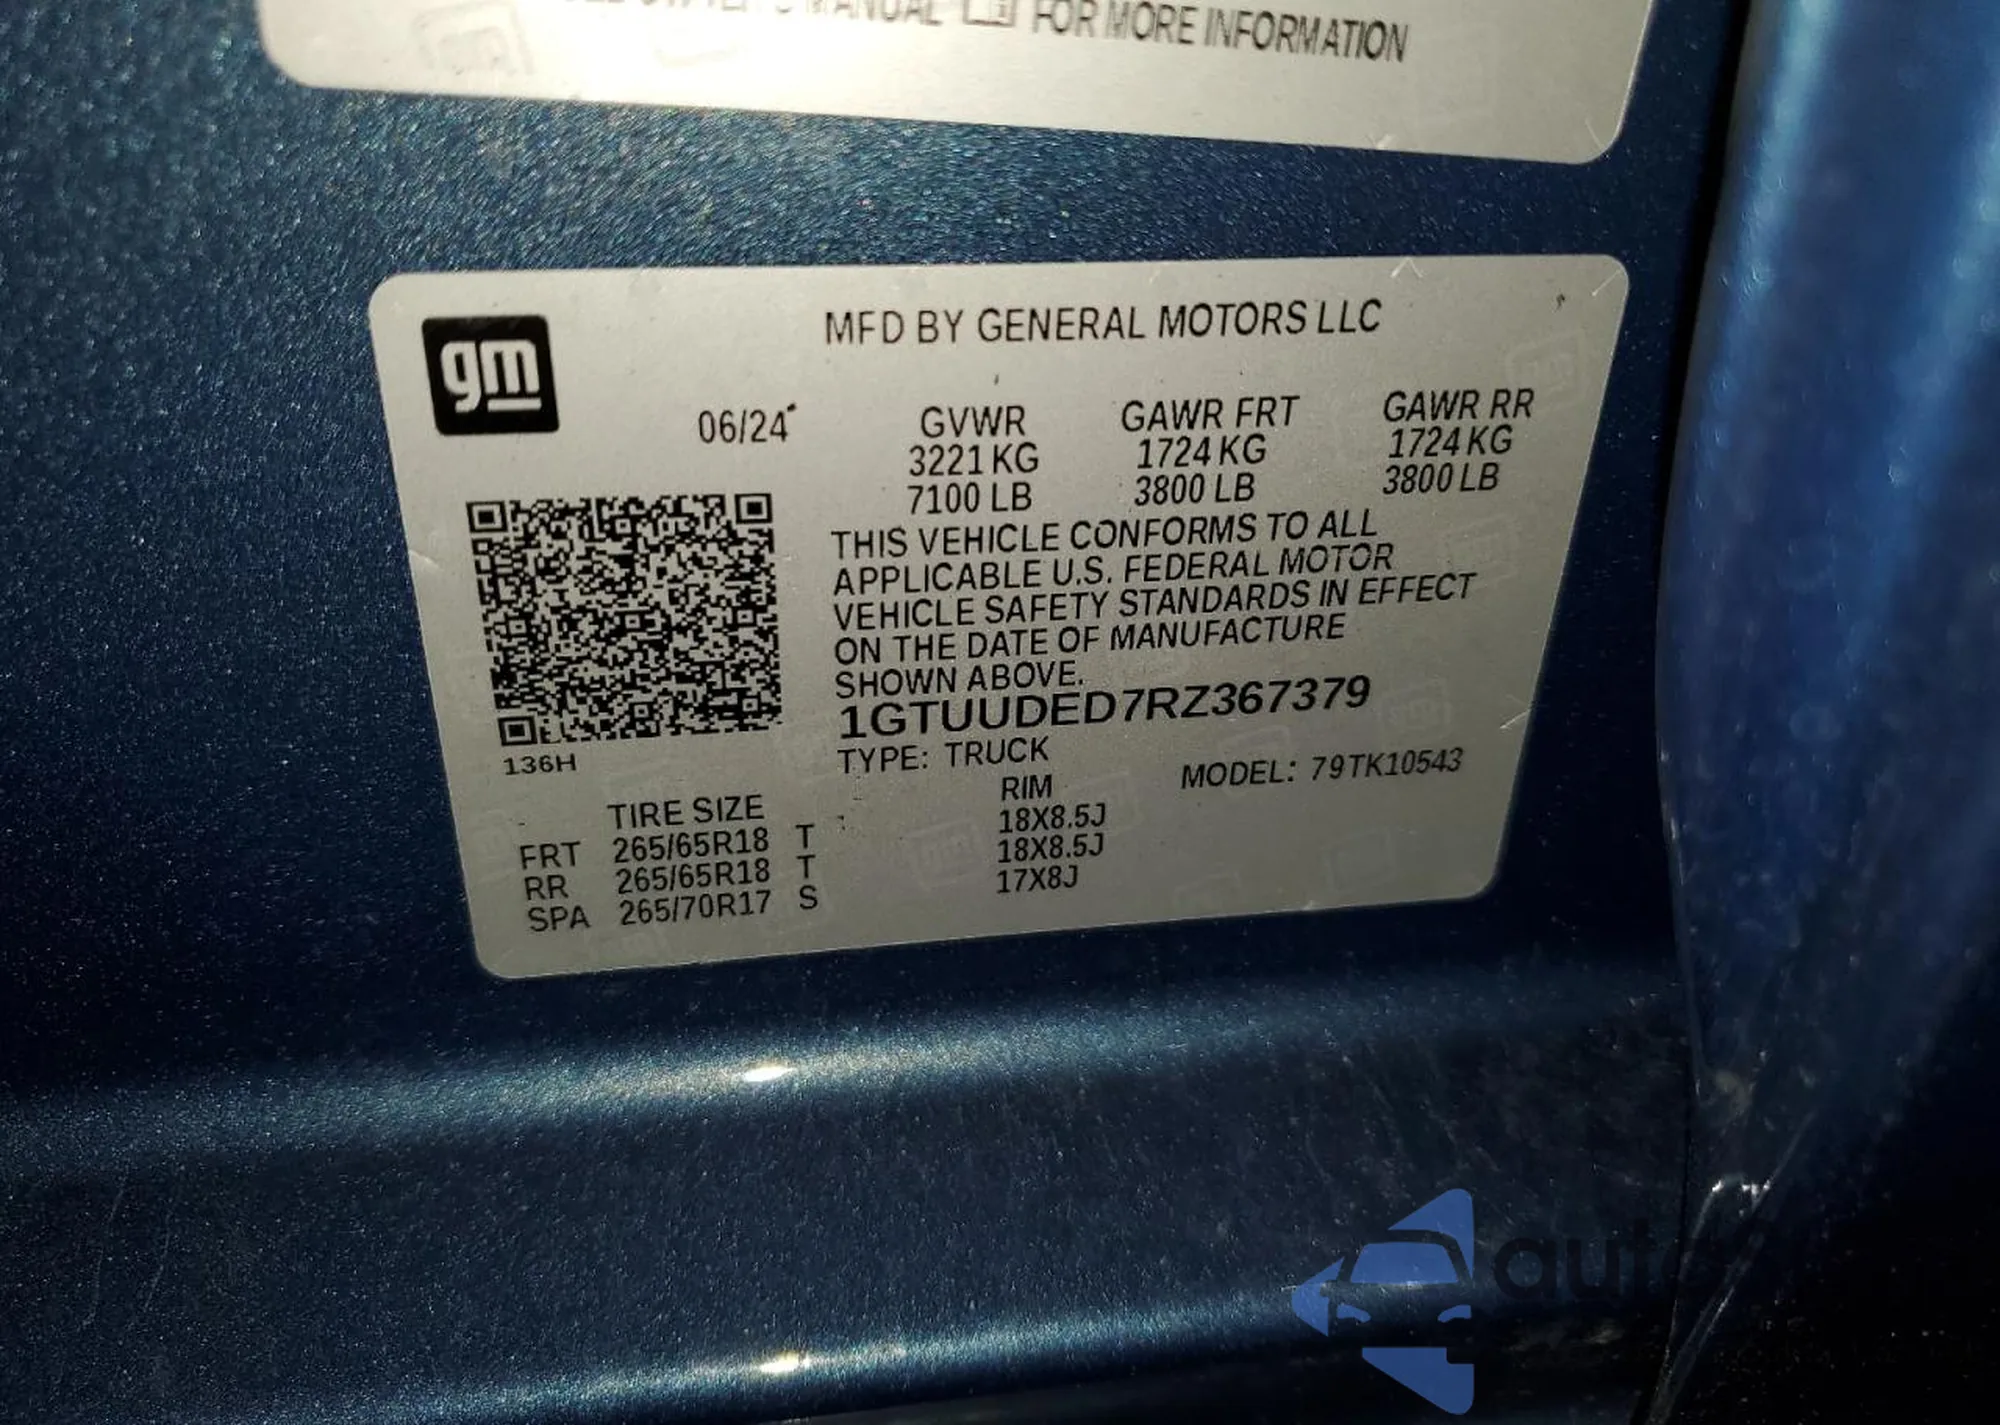 MANUAL FOR MORE INFORMATION
gm
MFD BY GENERAL MOTORS LLC
06/24 GVWR GAWR FRT GAWR RR
3221 KG 1724 KG 1724 KG
7100 LB 3800 LB 3800 LB
THIS VEHICLE CONFORMS TO ALL
APPLICABLE U.S. FEDERAL MOTOR
VEHICLE SAFETY STANDARDS IN EFFECT
ON THE DATE OF MANUFACTURE
SHOWN ABOVE.
1GTUUDED7RZ367379
136H
TYPE: TRUCK MODEL: 79TK10543
TIRE SIZE RIM
FRT 265/65R18 T 18X8.5J
RR 265/65R18 T 18X8.5J
SPA 265/70R17 S 17X8J
auto